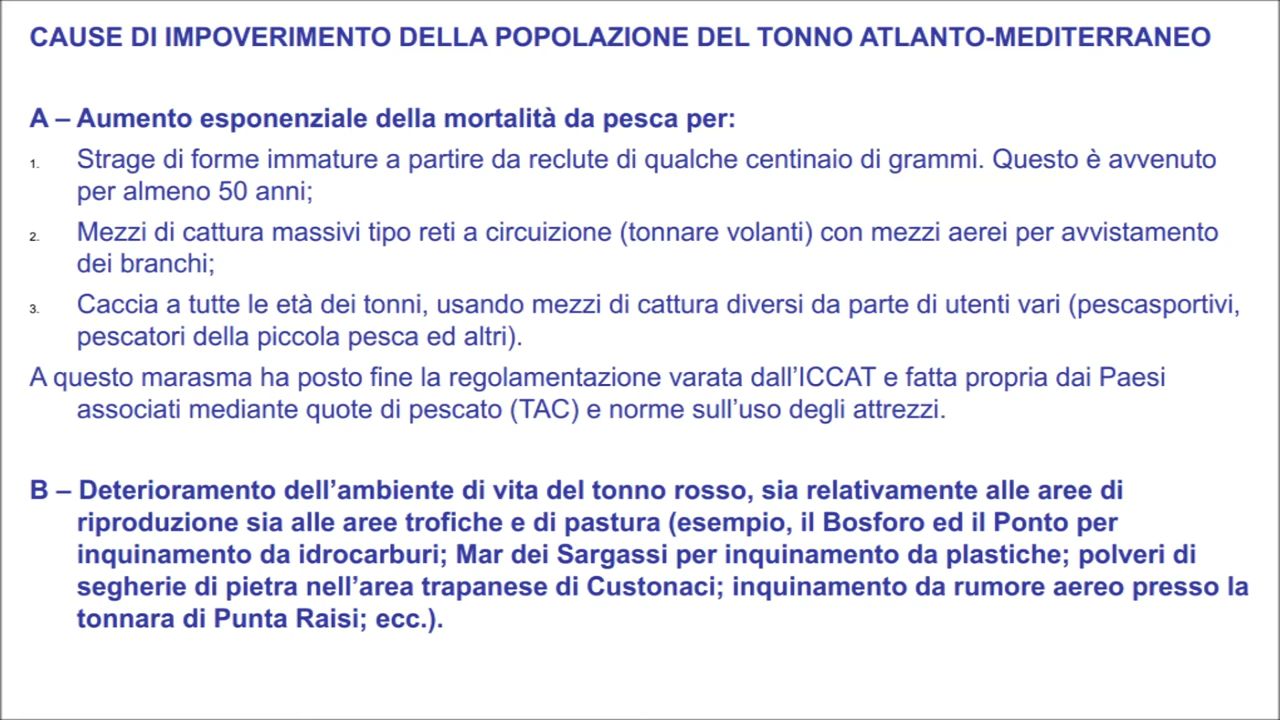 CAUSE DI IMPOVERIMENTO DELLA POPOLAZIONE DEL TONNO ATLANTO-MEDITERRANEO
A – Aumento esponenziale della mortalità da pesca per:
1. Strage di forme immature a partire da reclute di qualche centinaio di grammi. Questo è avvenuto
per almeno 50 anni;
2. Mezzi di cattura massivi tipo reti a circuizione (tonnare volanti) con mezzi aerei per avvistamento
dei branchi;
3. Caccia a tutte le età dei tonni, usando mezzi di cattura diversi da parte di utenti vari (pescasportivi,
pescatori della piccola pesca ed altri).
A questo marasma ha posto fine la regolamentazione varata dall’ICCAT e fatta propria dai Paesi
associati mediante quote di pescato (TAC) e norme sull’uso degli attrezzi.
B – Deterioramento dell’ambiente di vita del tonno rosso, sia relativamente alle aree di
riproduzione sia alle aree trofiche e di pastura (esempio, il Bosforo ed il Ponto per
inquinamento da idrocarburi; Mar dei Sargassi per inquinamento da plastiche; polveri di
segherie di pietra nell’area trapanese di Custonaci; inquinamento da rumore aereo presso la
tonnara di Punta Raisi; ecc.).